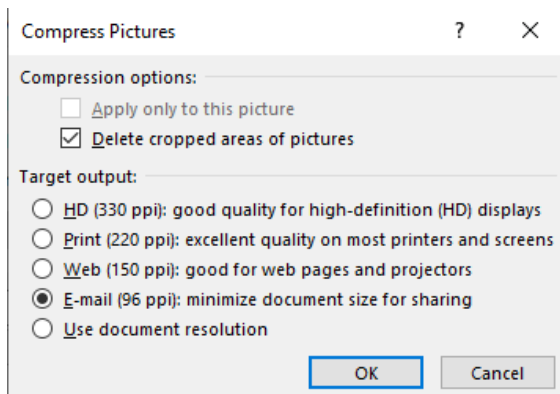 Compress Pictures ?
Compression options:
Apply only to this picture
Delete cropped areas of pictures
Target output:
HD (330 ppi): good quality for high-definition (HD) displays
Print (220 ppi): excellent quality on most printers and screens
Web (150 ppi): good for web pages and projectors
E-mail (96 ppi): minimize document size for sharing
Use document resolution
OK Cancel